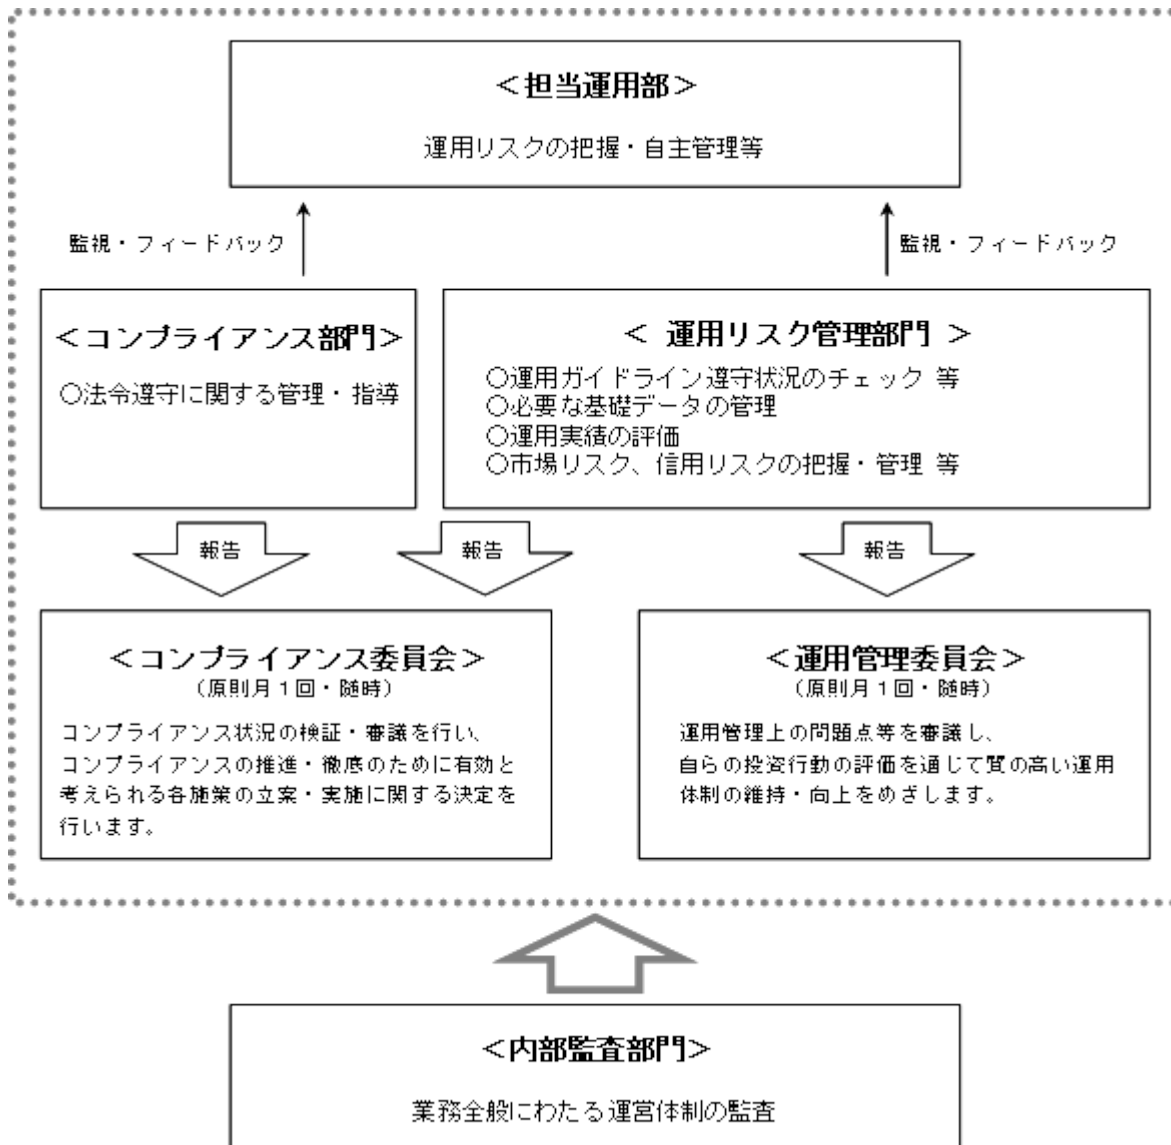 ＜担当運用部＞
運用リスクの把握・自主管理等
監視・フィードバック
監視・フィードバック
＜コンプライアンス部門＞
○法令遵守に関する管理・指導
＜ 運用リスク管理部門 ＞
○運用ガイドライン遵守状況のチェック 等
○必要な基礎データの管理
○運用実績の評価
○市場リスク、信用リスクの把握・管理 等
報告
報告
報告
＜コンプライアンス委員会＞
（原則月１回・随時）
コンプライアンス状況の検証・審議を行い、
コンプライアンスの推進・徹底のために有効と
考えられる各施策の立案・実施に関する決定を
行います。
＜運用管理委員会＞
（原則月１回・随時）
運用管理上の問題点等を審議し、
自らの投資行動の評価を通じて質の高い運用
体制の維持・向上をめざします。
＜内部監査部門＞
業務全般にわたる運営体制の監査